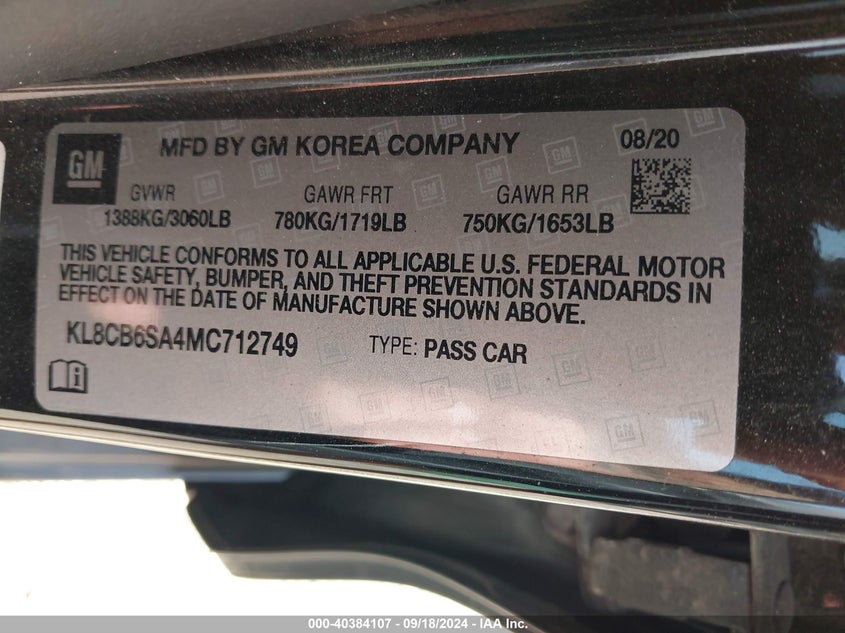 GM
MFD BY GM KOREA COMPANY 08/20
GVWR GAWR FRT GAWR RR
1388KG/3060LB 780KG/1719LB 750KG/1653LB
THIS VEHICLE CONFORMS TO ALL APPLICABLE U.S. FEDERAL MOTOR
VEHICLE SAFETY, BUMPER, AND THEFT PREVENTION STANDARDS IN
EFFECT ON THE DATE OF MANUFACTURE SHOWN ABOVE.
KL8CB6SA4MC712749 TYPE: PASS CAR
000-40384107 - 09/18/2024 - IAA Inc.